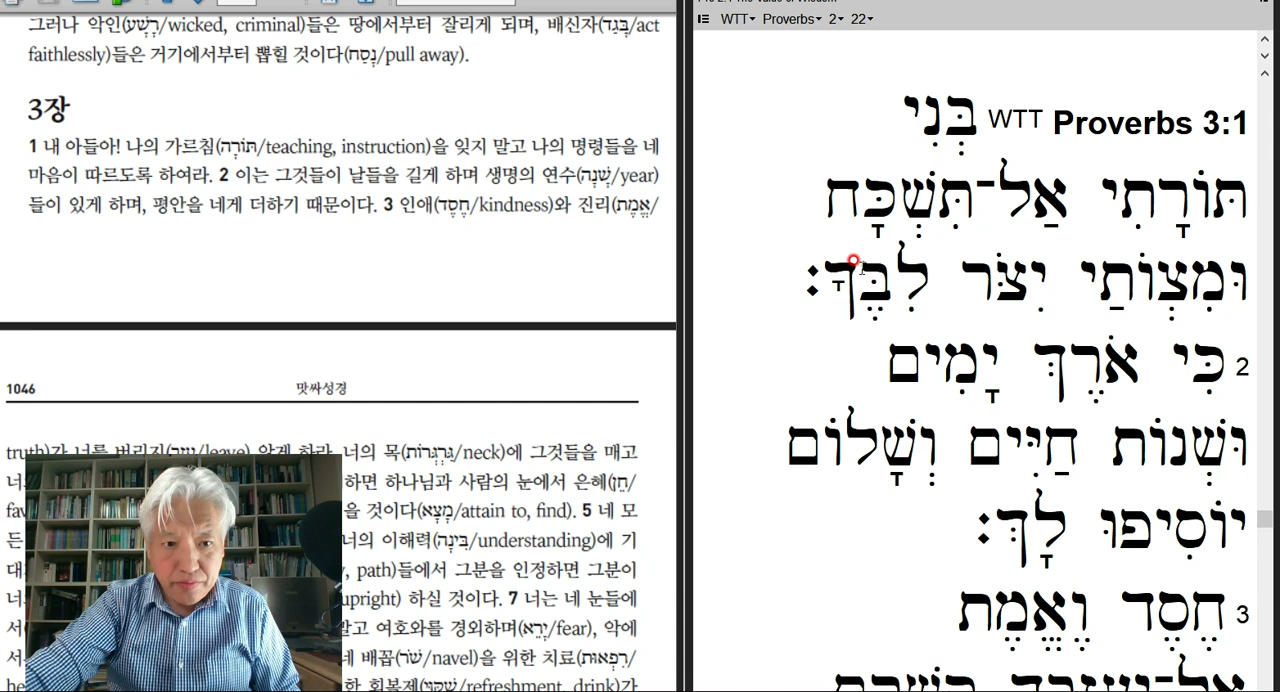 그러나 악인(רָשָׁע/wicked, criminal)들은 땅에서부터 잘리게 되며, 배신자(בָּגַד/act
faithlessly)들은 거기에서부터 뽑힐 것이다(נָסַח/pull away).
3장
1 내 아들아! 나의 가르침(תּוֹרָה/teaching, instruction)을 잊지 말고 나의 명령들을 네
마음이 따르도록 하여라. 2 이는 그것들이 날들을 길게 하며 생명의 연수(שָׁנָה/year)
들이 있게 하며, 평안을 네게 더하기 때문이다. 3 인애(חֶסֶד/kindness)와 진리(אֱמֶת/
1046 맛싸성경
truth)가 너를 버리지 /leave) 않게 하라. 너의 목(גַּרְגְּרוֹת/neck)에 그것들을 매고
하면 하나님과 사람의 눈에서 은혜(חֵן/
을 것이다(מָצָא/attain to, find). 5 네 모
든 너의 이해력(בִּינָה/understanding)에 기
path)들에서 그분을 인정하면 그분이
upright) 하실 것이다. 7 너는 네 눈들에
말고 여호와를 경외하며(יָרֵא/fear), 악에
네 배꼽(שֹׁר/navel)을 위한 치료(רִפְאוּת/
한 회복제(שִׁקּוּי/refreshment, drink)가
WTT Proverbs 2 22
WTT Proverbs 3:1 בְּנִי
תּוֹרָתִי אַל־תִּשְׁכָּח
וּמִצְוֹתַי יִצֹּר לִבֶּךָ׃
2 כִּי אֹרֶךְ יָמִים
וּשְׁנוֹת חַיִּים וְשָׁלוֹם
יוֹסִיפוּ לָךְ׃
3 חֶסֶד וֶאֱמֶת